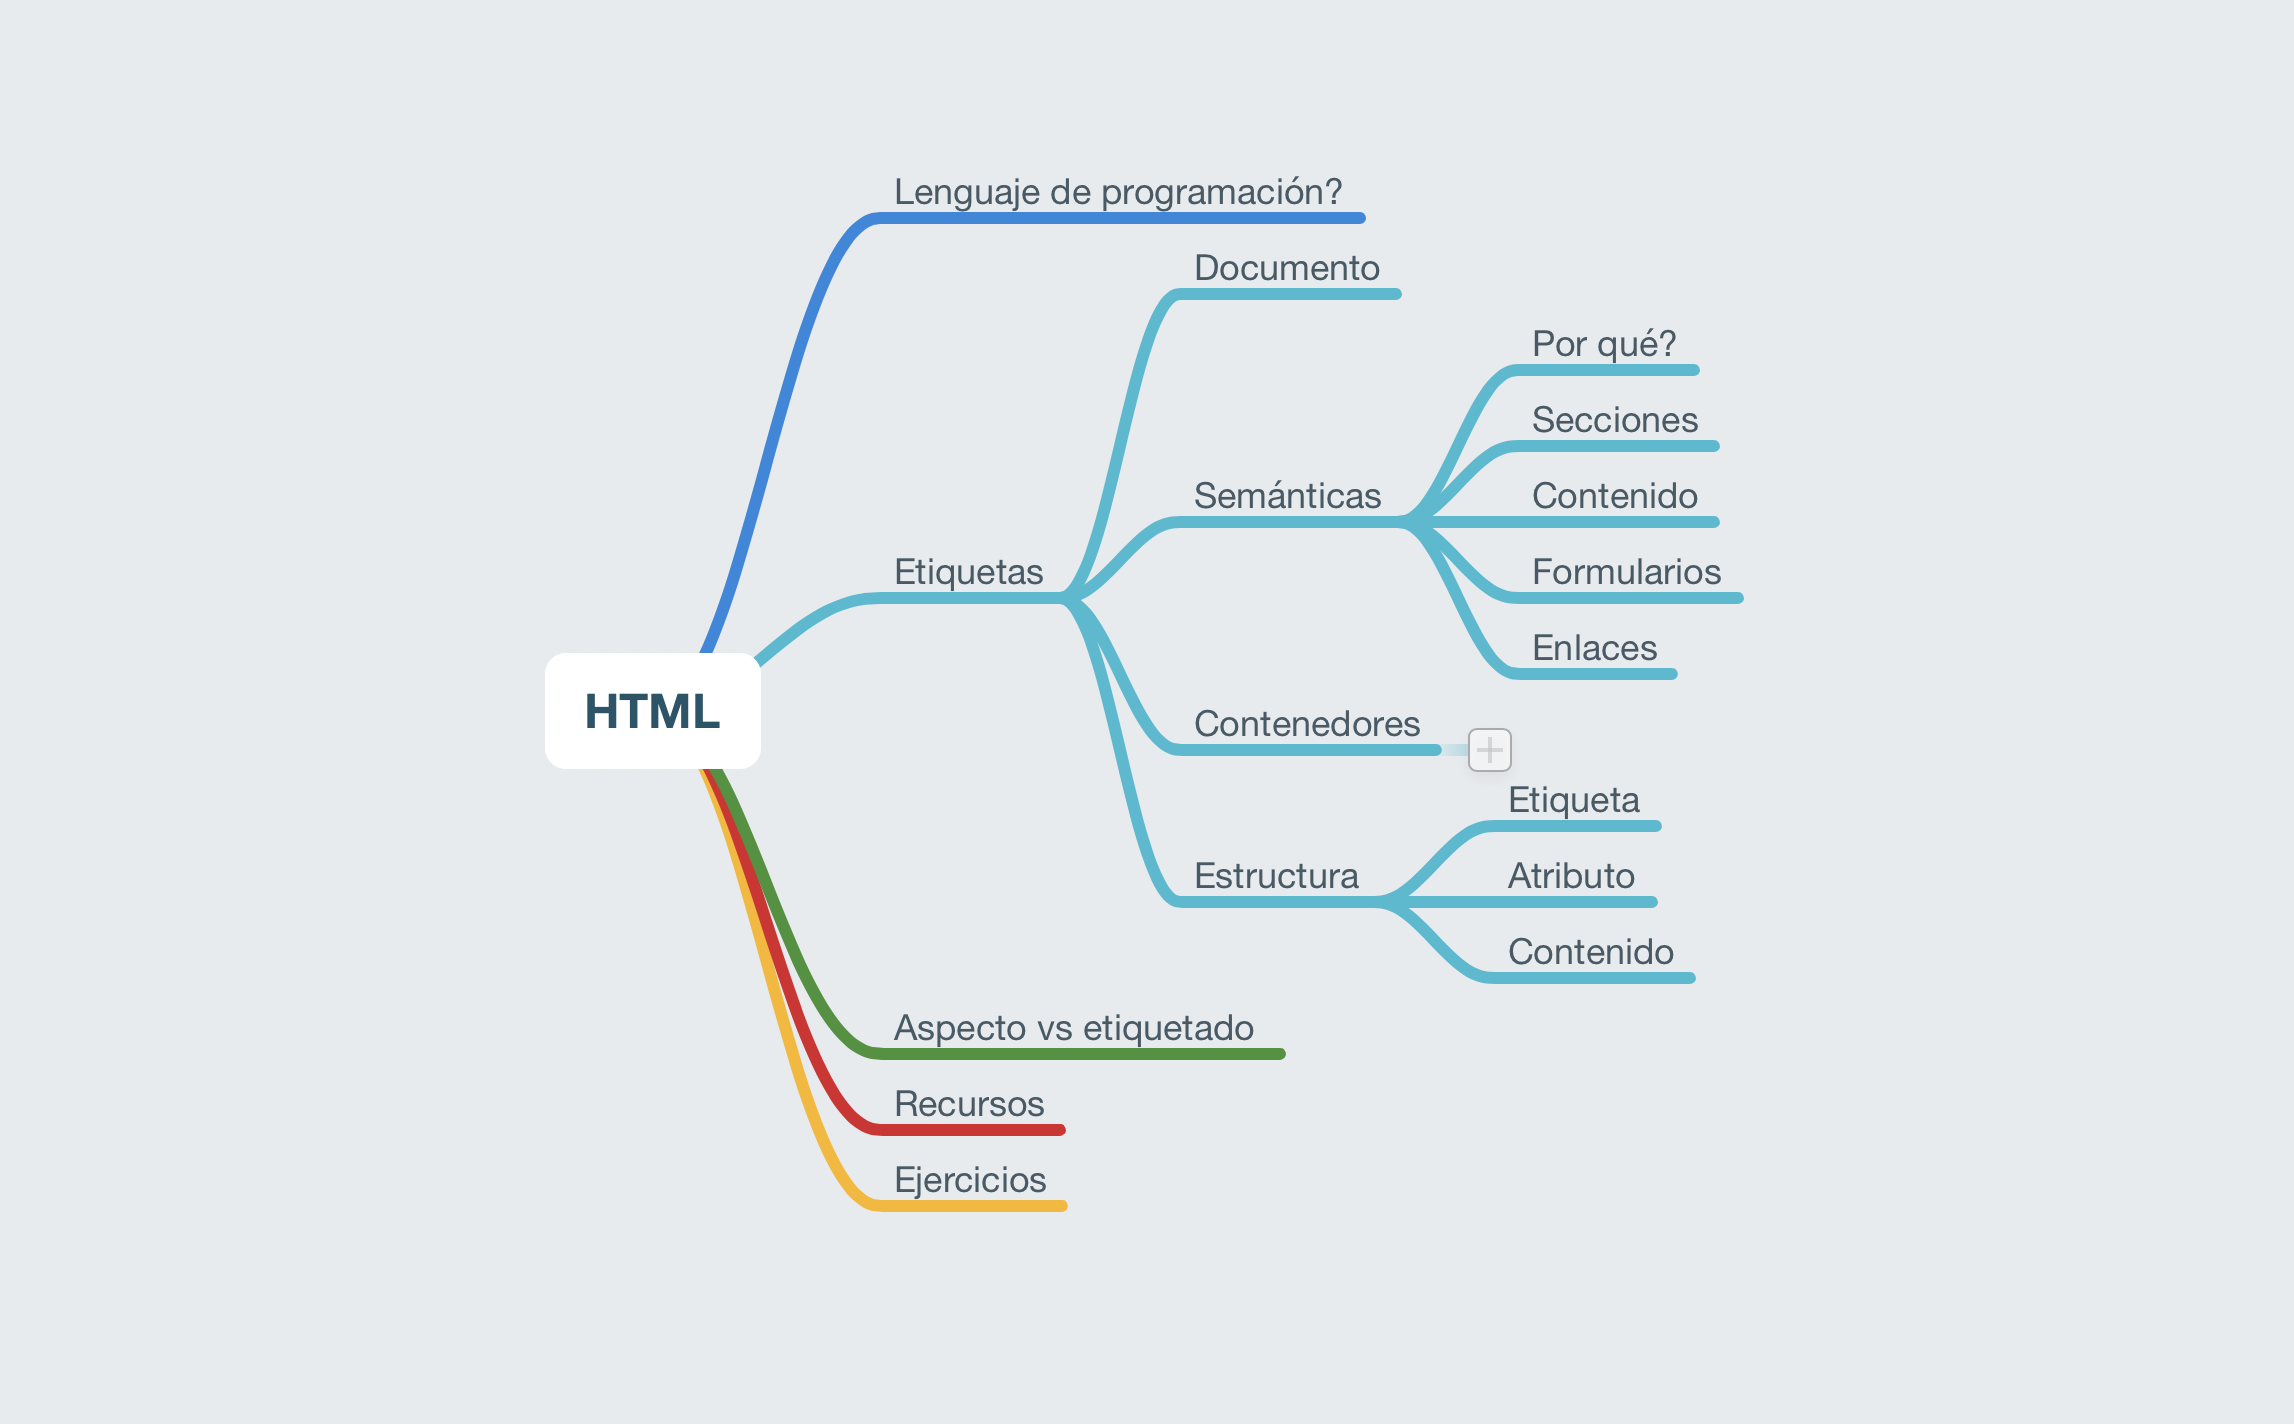 Lenguaje de programación?
Documento
Por qué?
Secciones
Semánticas
Contenido
Etiquetas
Formularios
Enlaces
HTML
Contenedores
Etiqueta
Estructura
Atributo
Contenido
Aspecto vs etiquetado
Recursos
Ejercicios